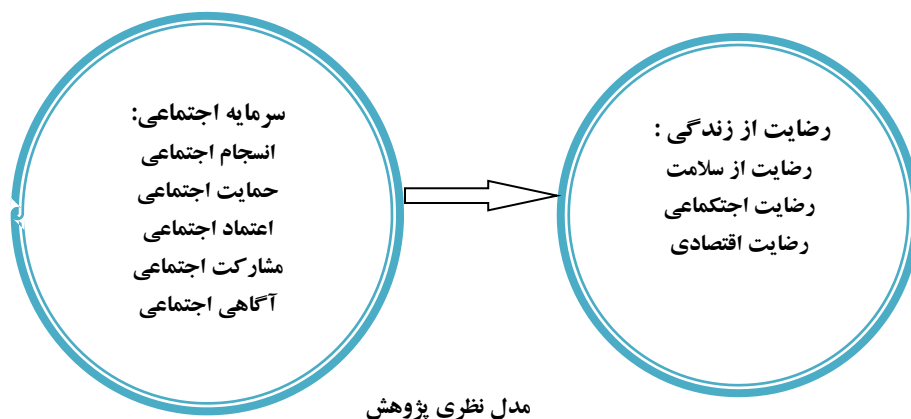 سرمایه اجتماعی:
انسجام اجتماعی
حمایت اجتماعی
اعتماد اجتماعی
مشارکت اجتماعی
آگاهی اجتماعی
رضایت از زندگی :
رضایت از سلامت
رضایت اجتکماعی
رضایت اقتصادی
مدل نظری پژوهش